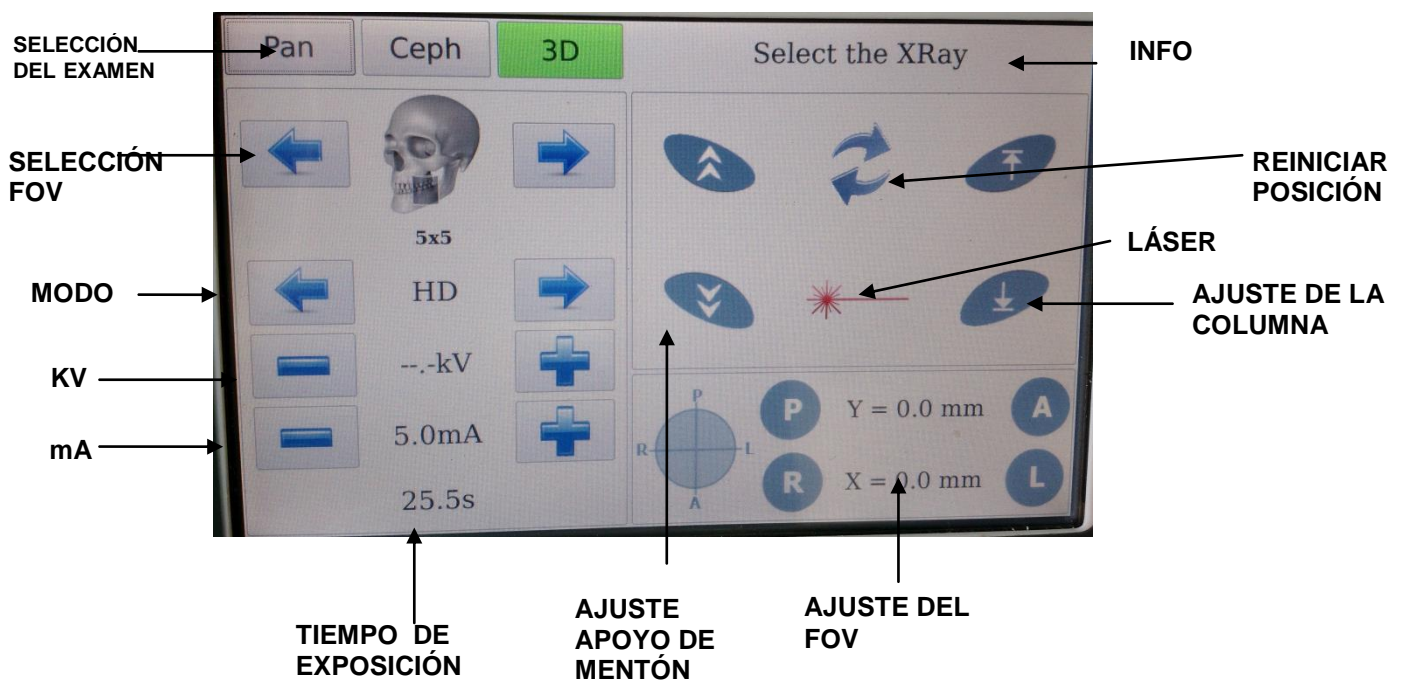 SELECCIÓN
DEL EXAMEN
Pan
Ceph
3D
Select the XRay
INFO
SELECCIÓN
FOV
5x5
REINICIAR
POSICIÓN
LÁSER
MODO
HD
AJUSTE DE LA
COLUMNA
KV
--.-kV
mA
5.0mA
25.5s
P
R
L
A
P
Y = 0.0 mm
A
R
X = 0.0 mm
L
TIEMPO DE
EXPOSICIÓN
AJUSTE
APOYO DE
MENTÓN
AJUSTE DEL
FOV